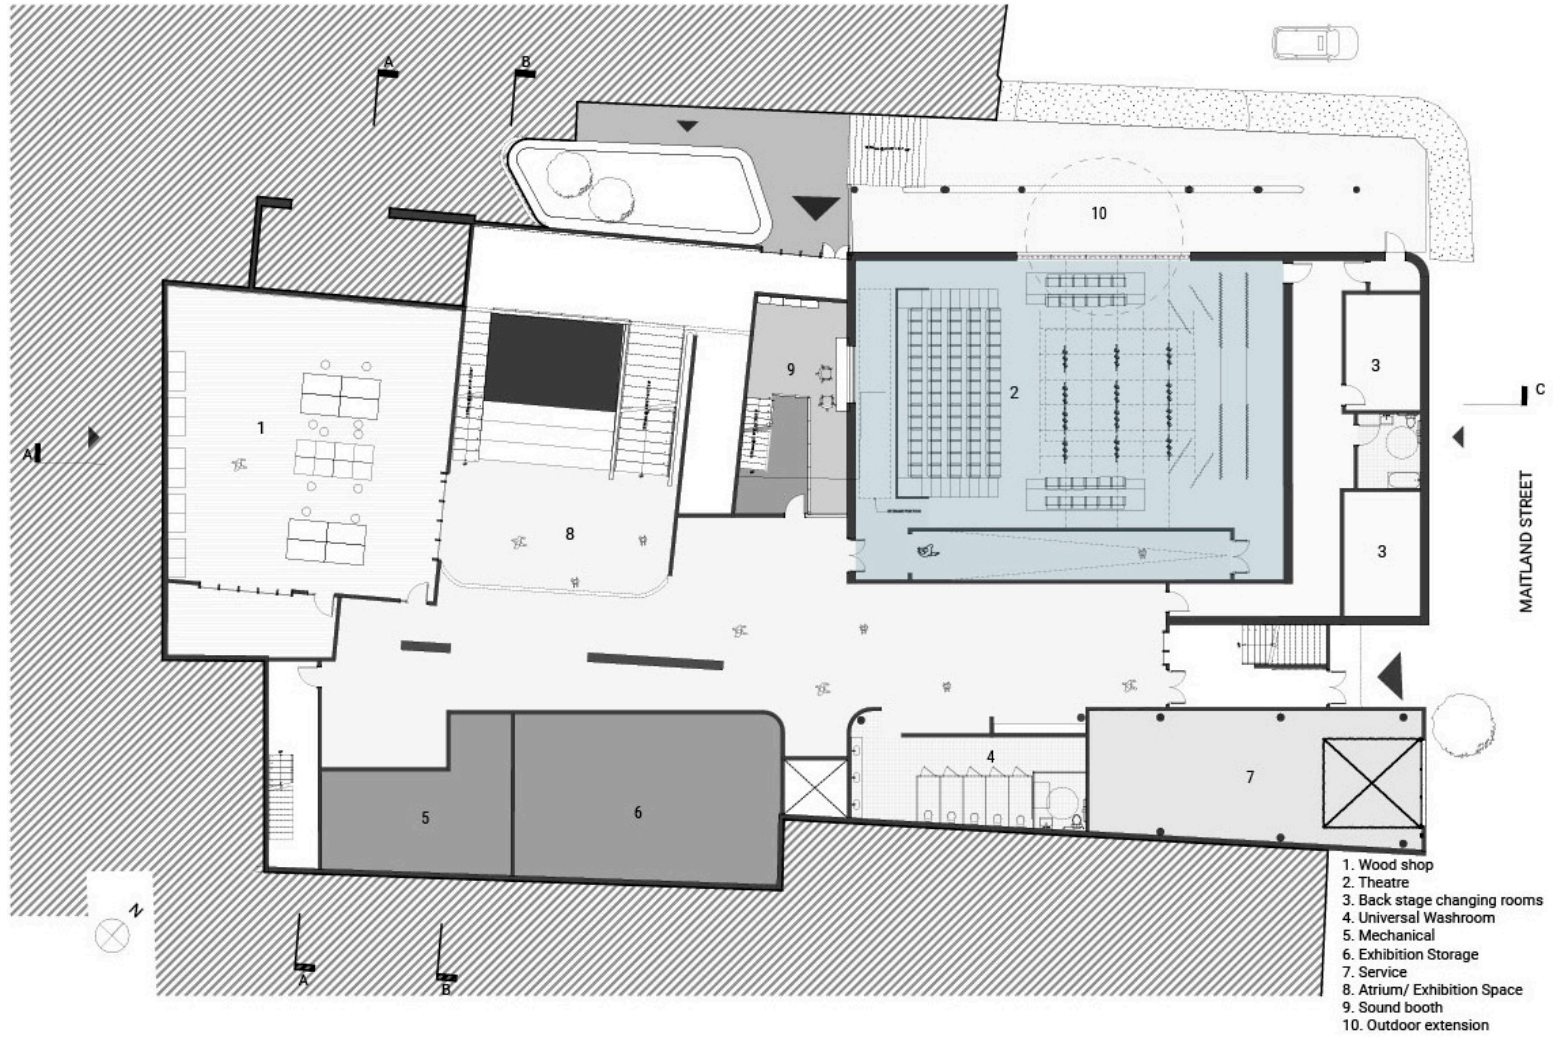 A
B
10
9
2
3
1
C
A
8
3
MAITLAND STREET
4
7
6
5
N
A
B
1. Wood shop
2. Theatre
3. Back stage changing rooms
4. Universal Washroom
5. Mechanical
6. Exhibition Storage
7. Service
8. Atrium/ Exhibition Space
9. Sound booth
10. Outdoor extension